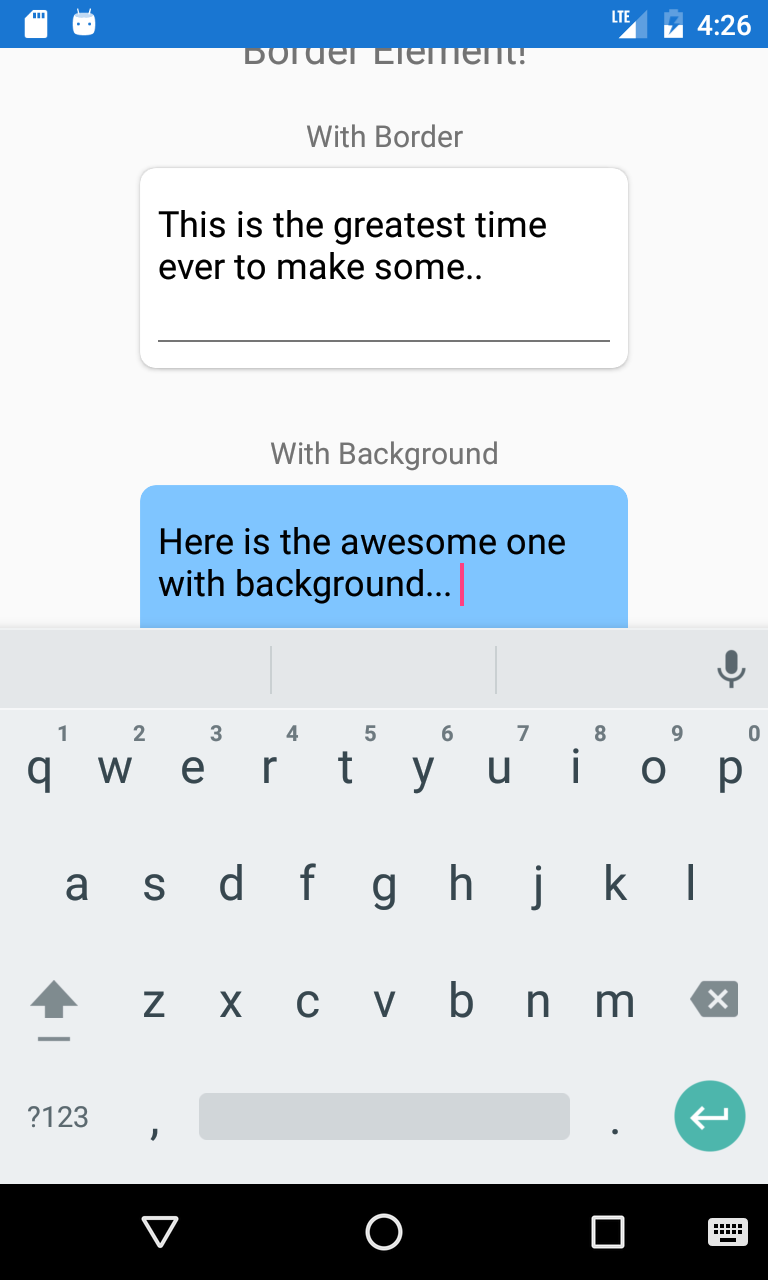 LTE 4:26
Border Element!
With Border
This is the greatest time
ever to make some..
With Background
Here is the awesome one
with background...
1 2 3 4 5 6 7 8 9 0
q w e r t y u i o p
a s d f g h j k l
z x c v b n m
?123 , .